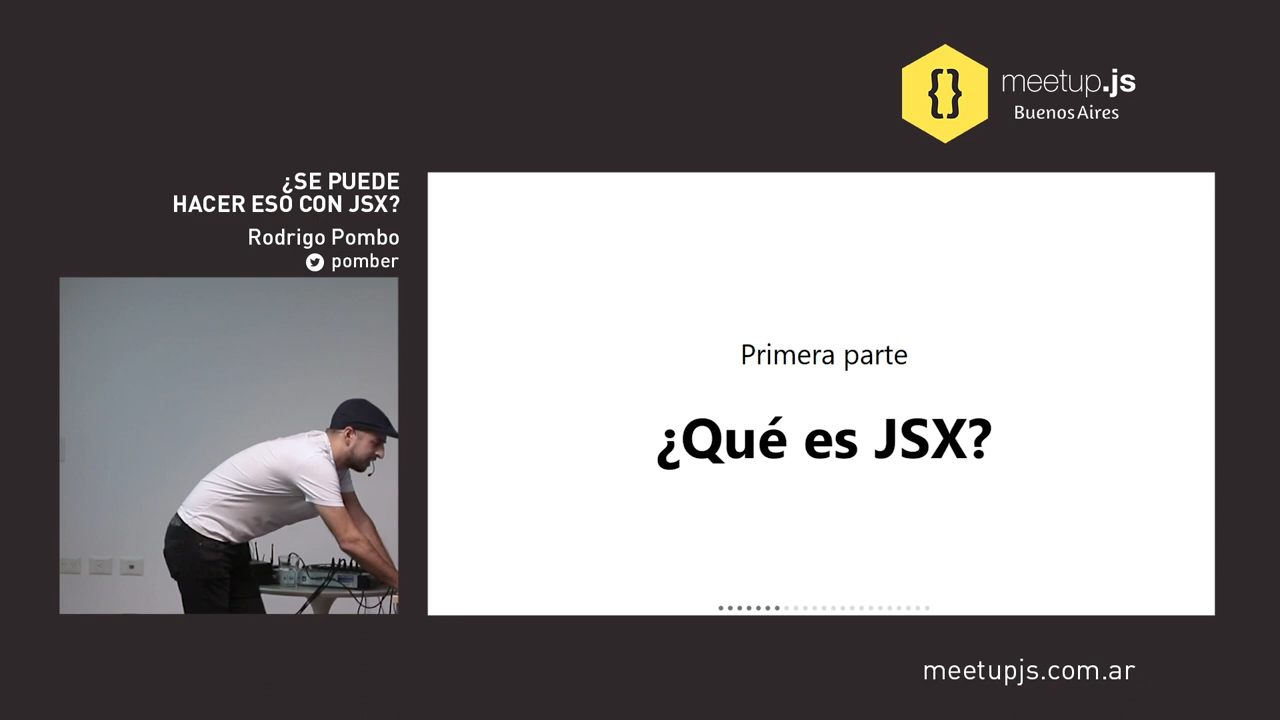 {}
meetup.js
Buenos Aires
¿SE PUEDE
HACER ESO CON JSX?
Rodrigo Pombo
pomber
Primera parte
¿Qué es JSX?
meetupjs.com.ar